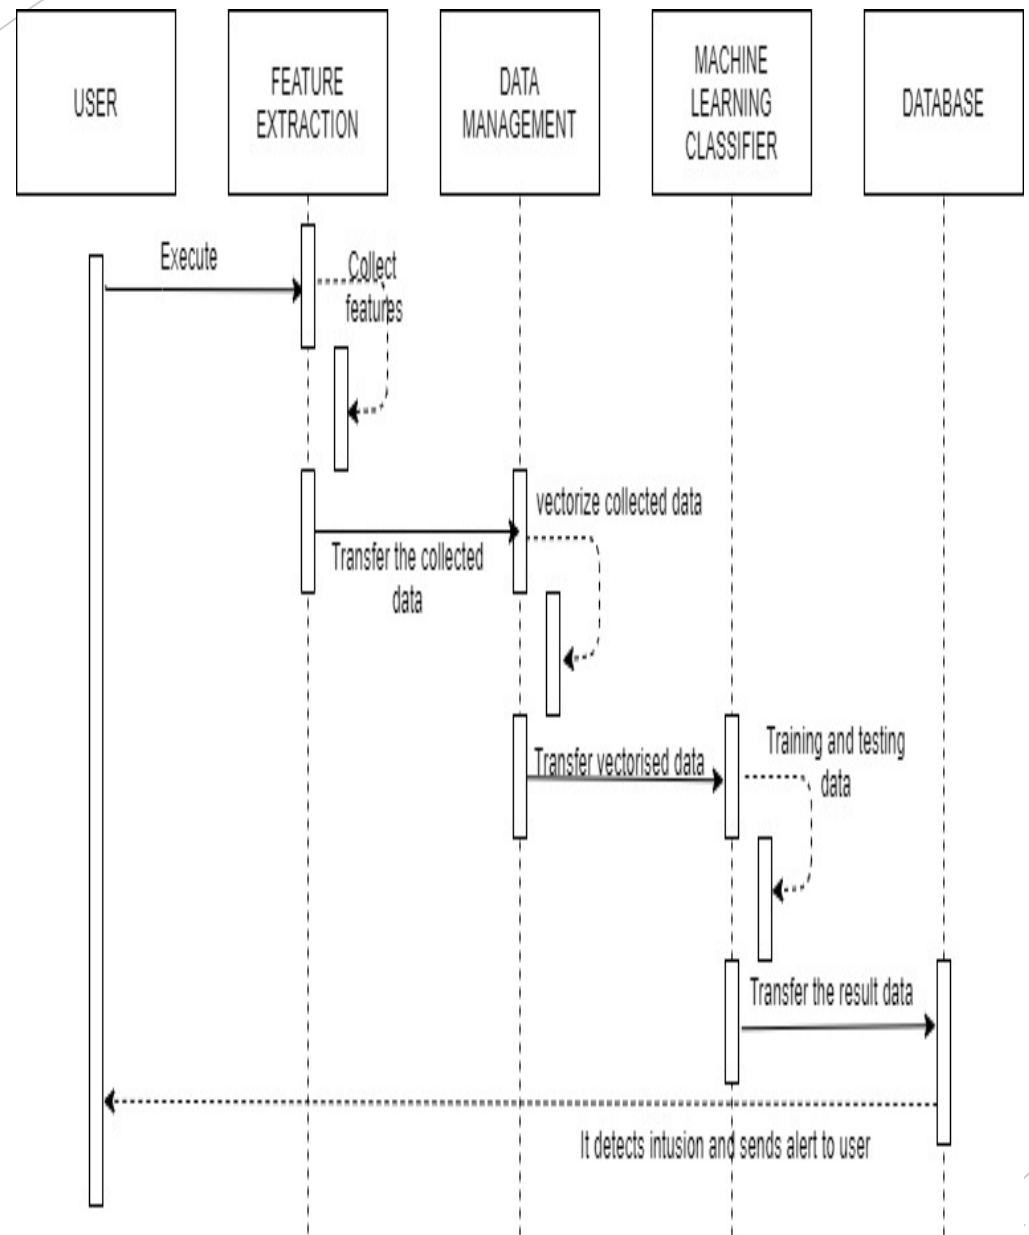 USER
FEATURE
EXTRACTION
DATA
MANAGEMENT
MACHINE
LEARNING
CLASSIFIER
DATABASE
Execute
Collect
features
vectorize collected data
Transfer the collected
data
Transfer vectorised data
Training and testing
data
Transfer the result data
It detects intusion and sends alert to user